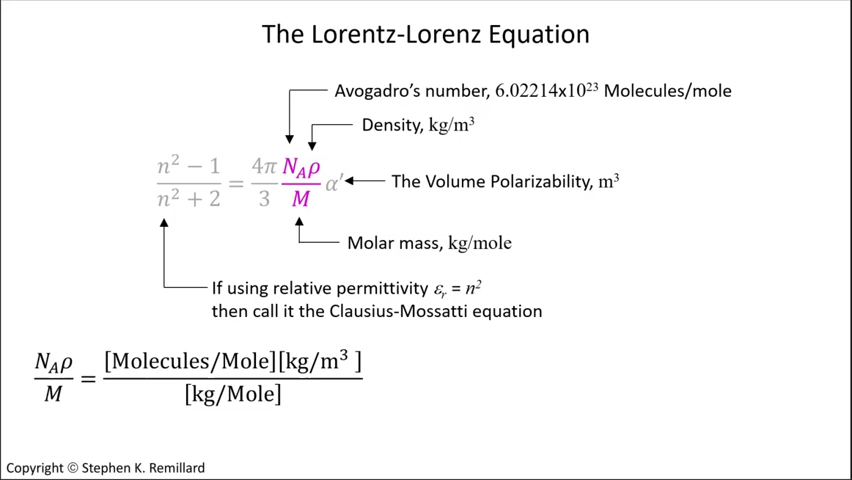 The Lorentz-Lorenz Equation
Avogadro's number, 6.02214x10²³ Molecules/mole
Density, kg/m³
n² − 1 / n² + 2 = 4π / 3 N_Aρ / M α′
The Volume Polarizability, m³
Molar mass, kg/mole
If using relative permittivity εᵣ = n²
then call it the Clausius-Mossatti equation
N_Aρ / M = [Molecules/Mole][kg/m³ ] / [kg/Mole]
Copyright © Stephen K. Remillard